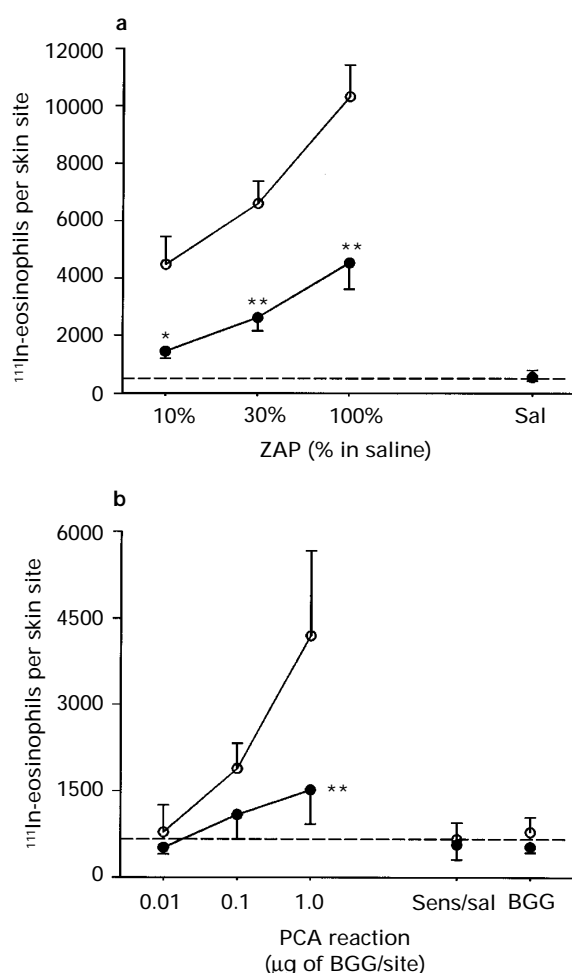 a
¹¹¹In-eosinophils per skin site
12000
10000
8000
6000
4000
2000
0
**
**
*
10% 30% 100% Sal
ZAP (% in saline)
b
¹¹¹In-eosinophils per skin site
6000
4500
3000
1500
0
**
0.01 0.1 1.0 Sens/sal BGG
PCA reaction
(µg of BGG/site)